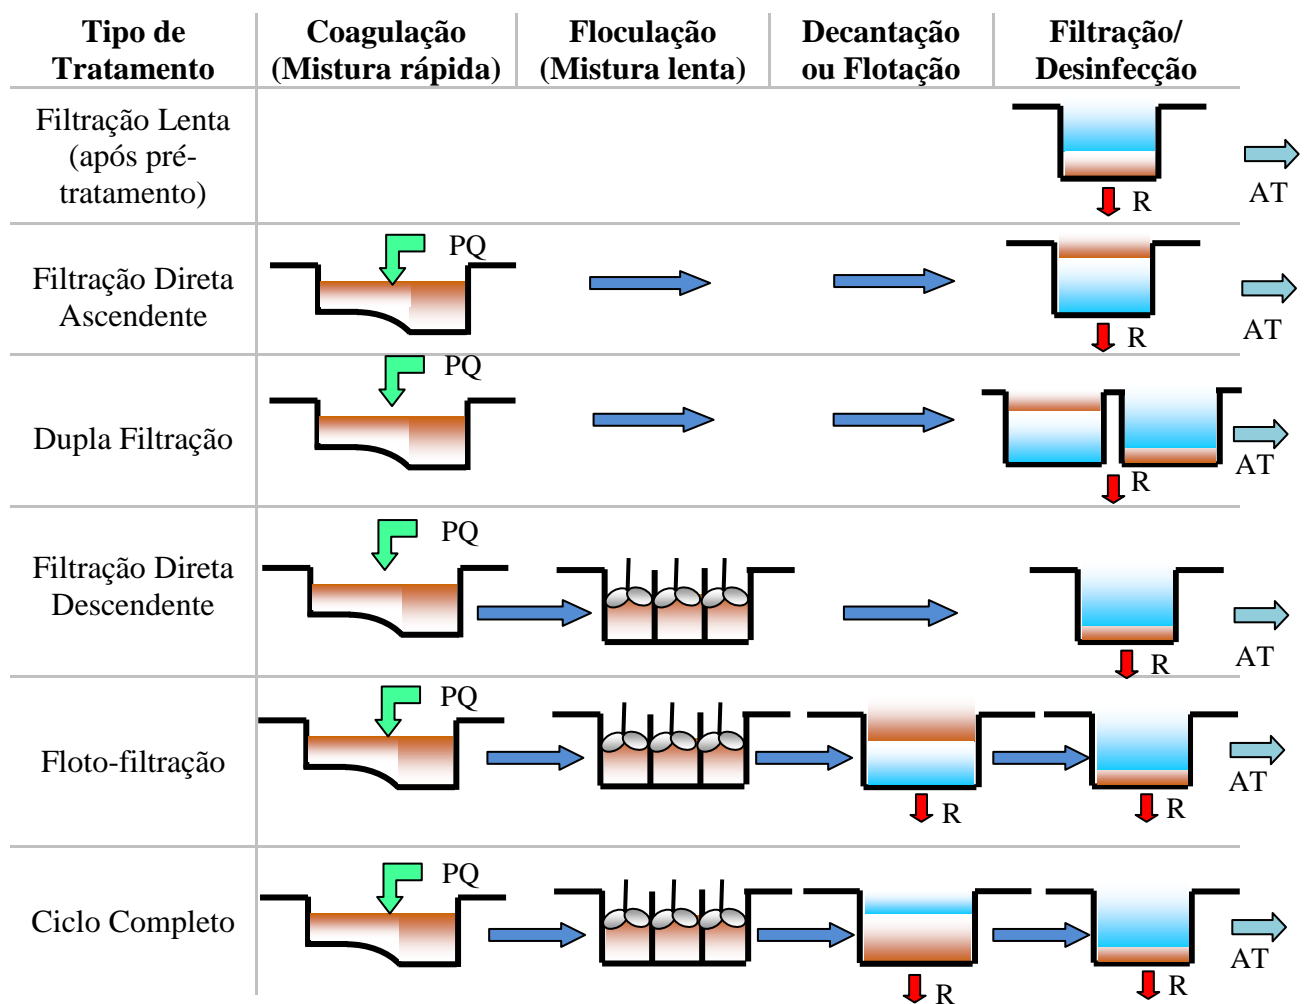 Tipo de
Tratamento
Coagulação
(Mistura rápida)
Floculação
(Mistura lenta)
Decantação
ou Flotação
Filtração/
Desinfecção
Filtração Lenta
(após pré-
tratamento)
R
AT
Filtração Direta
Ascendente
PQ
R
AT
Dupla Filtração
PQ
R
AT
Filtração Direta
Descendente
PQ
R
AT
Floto-filtração
PQ
R
R
AT
Ciclo Completo
PQ
R
R
AT